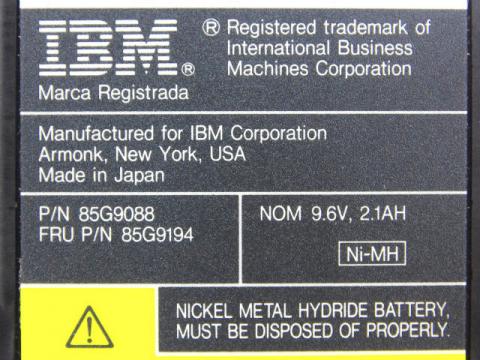 IBM®
® Registered trademark of
International Business
Machines Corporation
Marca Registrada
Manufactured for IBM Corporation
Armonk, New York, USA
Made in Japan
P/N 85G9088
FRU P/N 85G9194
NOM 9.6V, 2.1AH
Ni-MH
NICKEL METAL HYDRIDE BATTERY,
MUST BE DISPOSED OF PROPERLY.